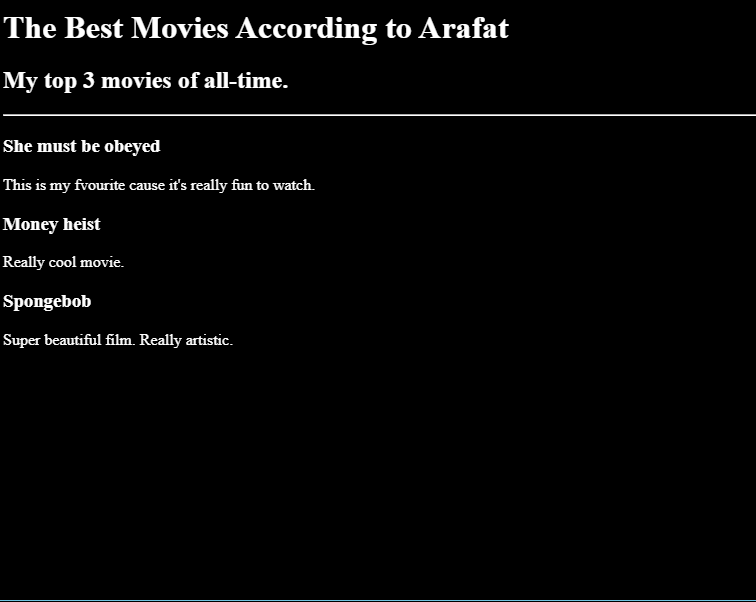 The Best Movies According to Arafat
My top 3 movies of all-time.
She must be obeyed
This is my fvourite cause it's really fun to watch.
Money heist
Really cool movie.
Spongebob
Super beautiful film. Really artistic.